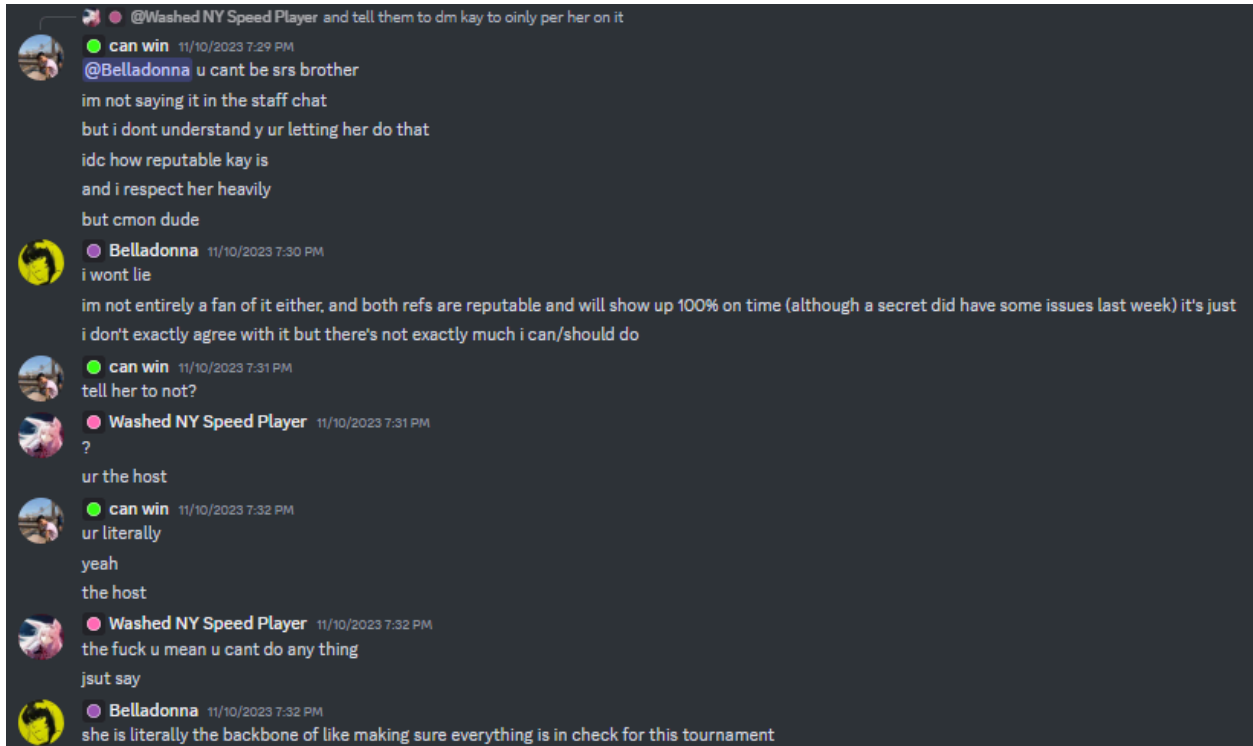 @Washed NY Speed Player and tell them to dm kay to oinly per her on it
can win 11/10/2023 7:29 PM
@Belladonna u cant be srs brother
im not saying it in the staff chat
but i dont understand y ur letting her do that
idc how reputable kay is
and i respect her heavily
but cmon dude
Belladonna 11/10/2023 7:30 PM
i wont lie
im not entirely a fan of it either, and both refs are reputable and will show up 100% on time (although a secret did have some issues last week) it's just
i don't exactly agree with it but there's not exactly much i can/should do
can win 11/10/2023 7:31 PM
tell her to not?
Washed NY Speed Player 11/10/2023 7:31 PM
?
ur the host
can win 11/10/2023 7:32 PM
ur literally
yeah
the host
Washed NY Speed Player 11/10/2023 7:32 PM
the fuck u mean u cant do any thing
jsut say
Belladonna 11/10/2023 7:32 PM
she is literally the backbone of like making sure everything is in check for this tournament